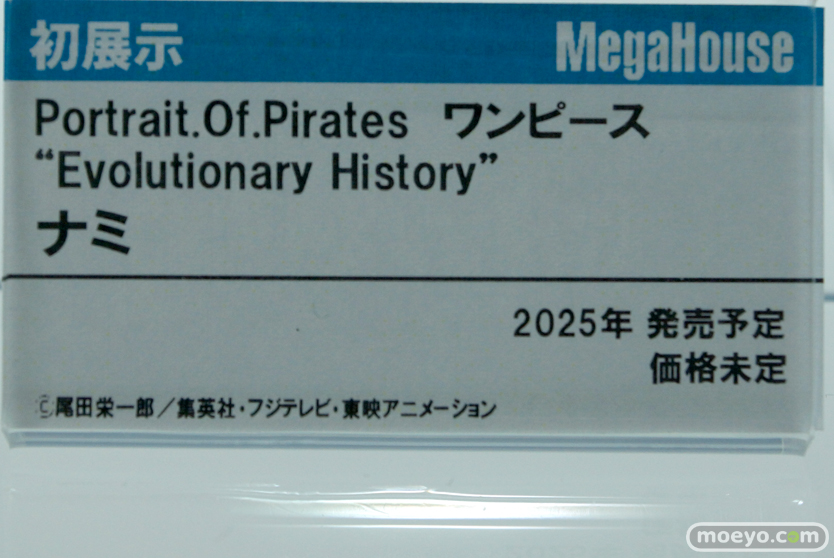 初展示 MegaHouse
Portrait.Of.Pirates ワンピース
“Evolutionary History”
ナミ
2025年 発売予定
価格未定
©尾田栄一郎／集英社・フジテレビ・東映アニメーション
moeyo.com